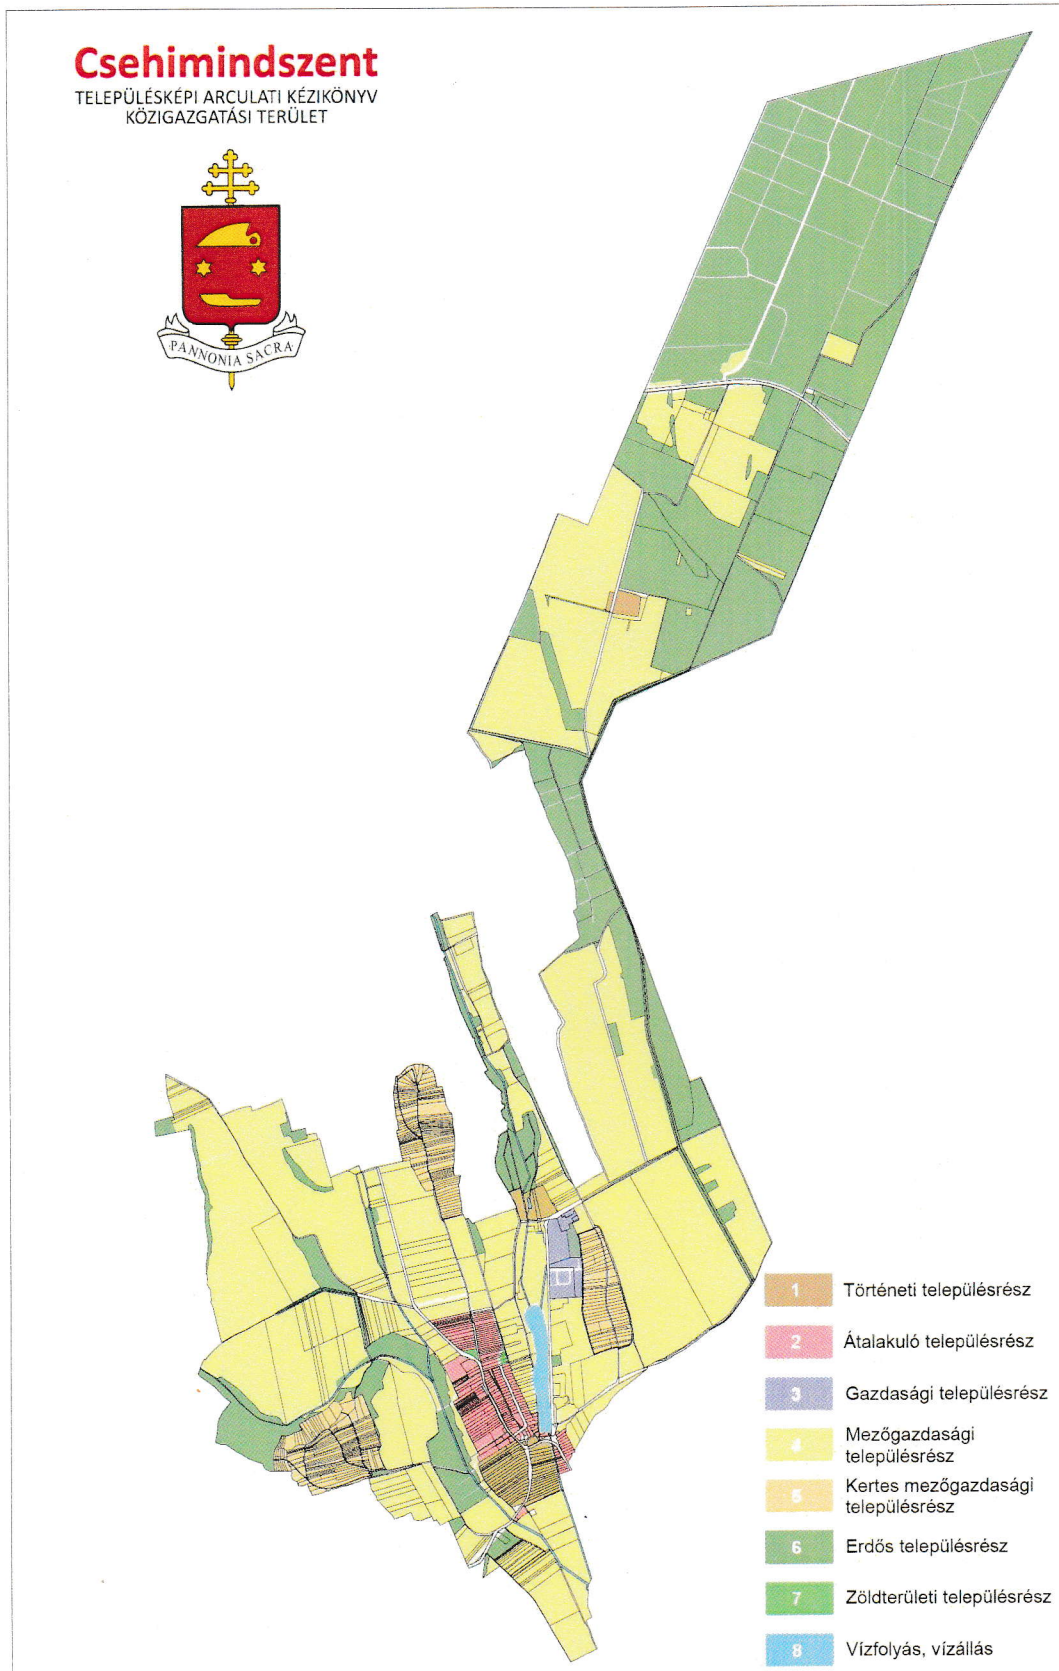 Csehimindszent
TELEPÜLÉSKÉPI ARCULATI KÉZIKÖNYV
KÖZIGAZGATÁSI TERÜLET
PANNONIA SACRA
1 Történeti településrész
2 Átalakuló településrész
3 Gazdasági településrész
4 Mezőgazdasági
településrész
5 Kertes mezőgazdasági
településrész
6 Erdős településrész
7 Zöldterületi településrész
8 Vízfolyás, vízállás